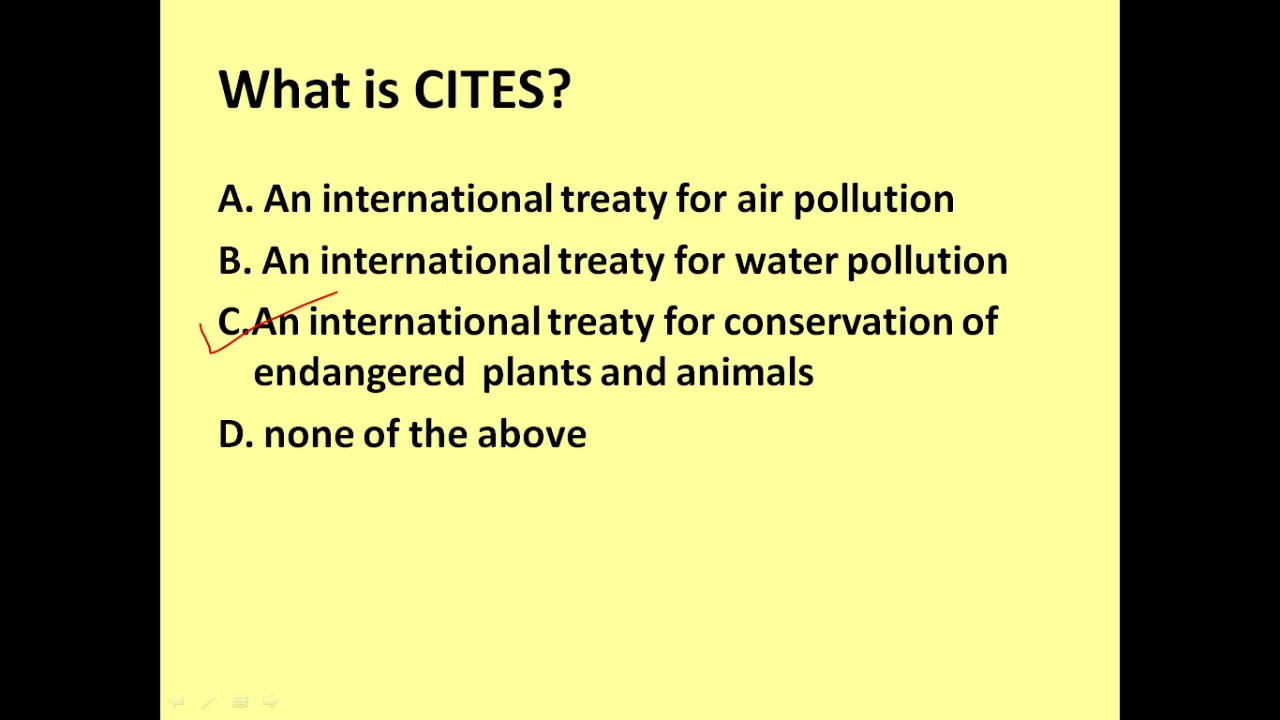 What is CITES?
A. An international treaty for air pollution
B. An international treaty for water pollution
C.An international treaty for conservation of
endangered plants and animals
D. none of the above